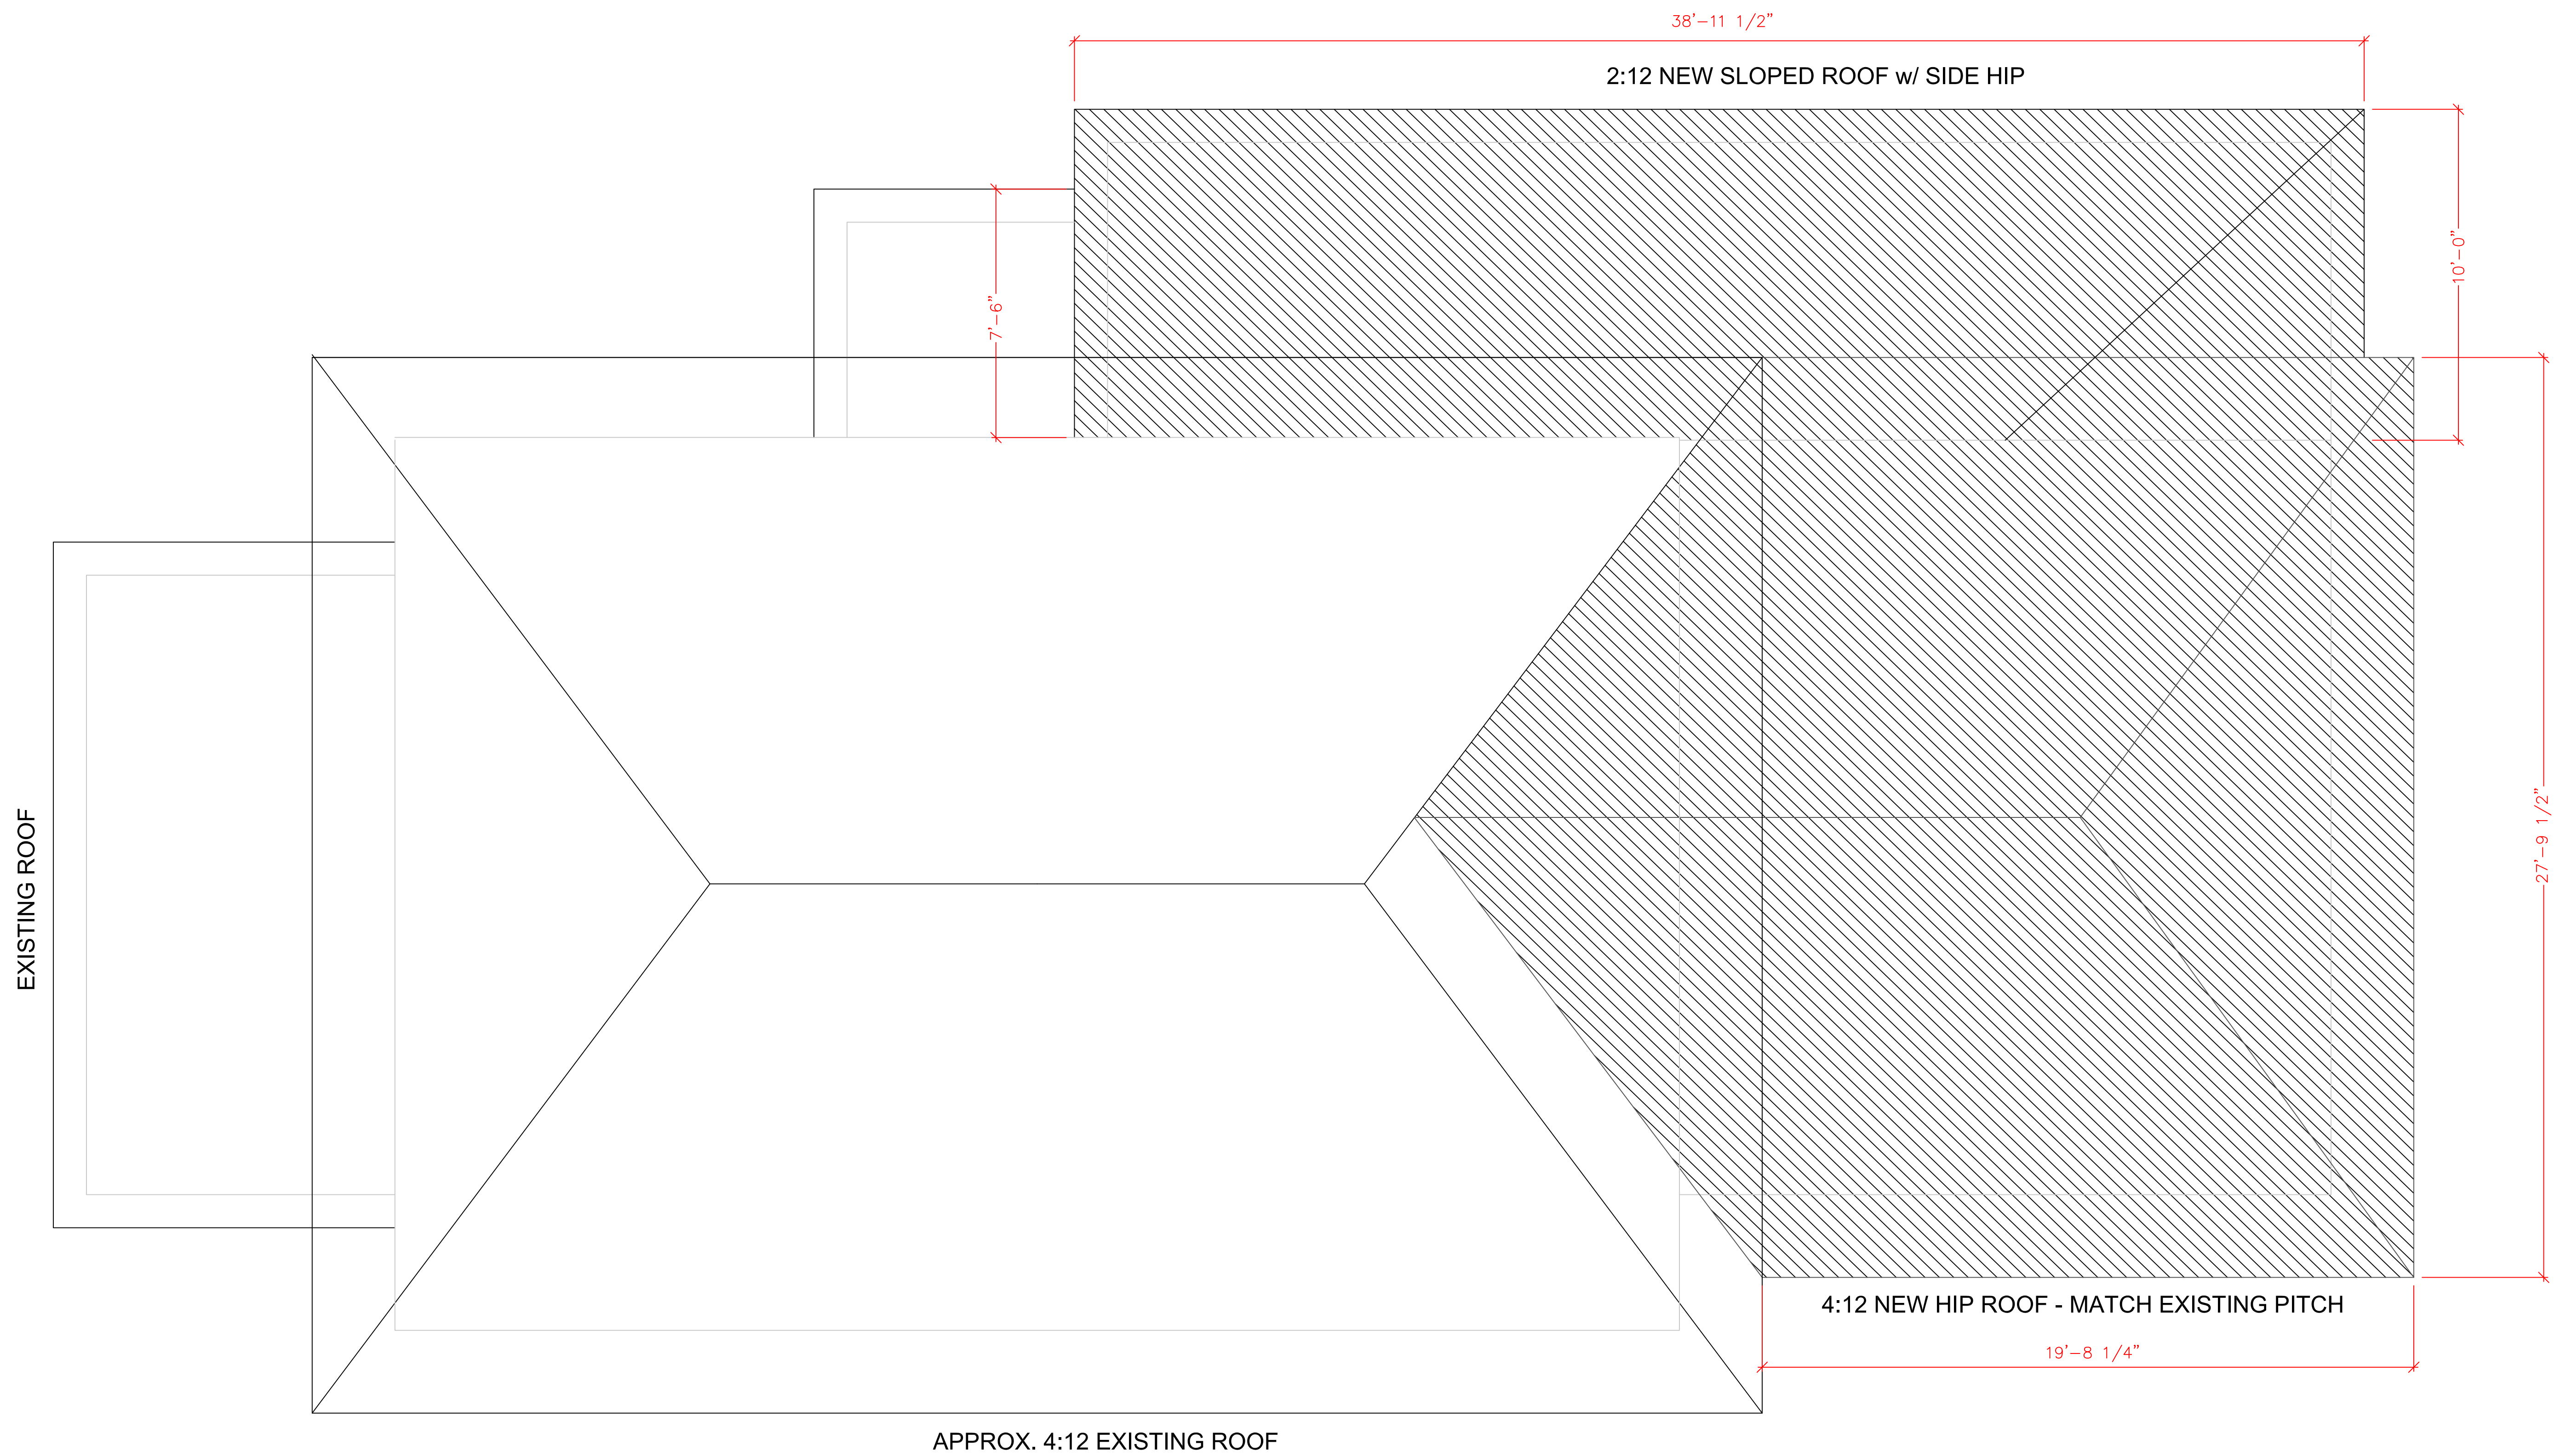 38’-11 1/2”
2:12 NEW SLOPED ROOF w/ SIDE HIP
10’-0”
7’-6”
EXISTING ROOF
27’-9 1/2”
4:12 NEW HIP ROOF - MATCH EXISTING PITCH
19’-8 1/4”
APPROX. 4:12 EXISTING ROOF